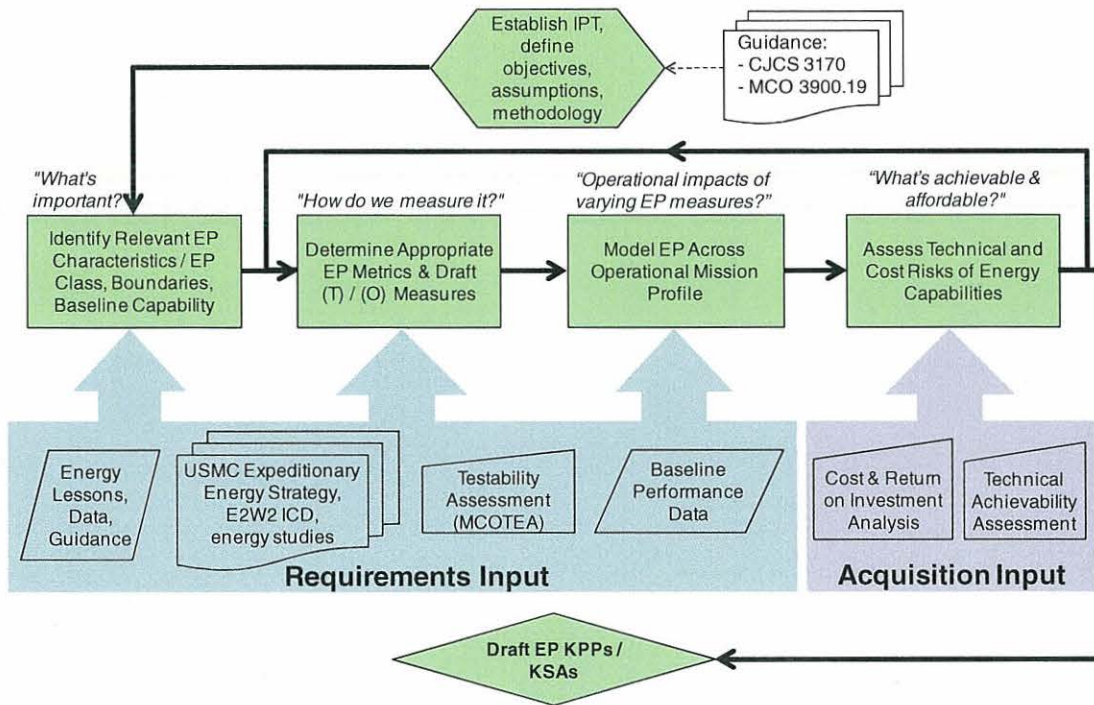 Establish IPT,
define
objectives,
assumptions,
methodology
Guidance:
- CJCS 3170
- MCO 3900.19
"What's
important?"
"How do we measure it?"
"Operational impacts of
varying EP measures?"
"What's achievable &
affordable?"
Identify Relevant EP
Characteristics / EP
Class, Boundaries,
Baseline Capability
Determine Appropriate
EP Metrics & Draft
(T) / (O) Measures
Model EP Across
Operational Mission
Profile
Assess Technical and
Cost Risks of Energy
Capabilities
Energy
Lessons,
Data,
Guidance
USMC Expeditionary
Energy Strategy,
E2W2 ICD,
energy studies
Testability
Assessment
(MCOTEA)
Baseline
Performance
Data
Cost & Return
on Investment
Analysis
Technical
Achievability
Assessment
Requirements Input
Acquisition Input
Draft EP KPPs /
KSAs